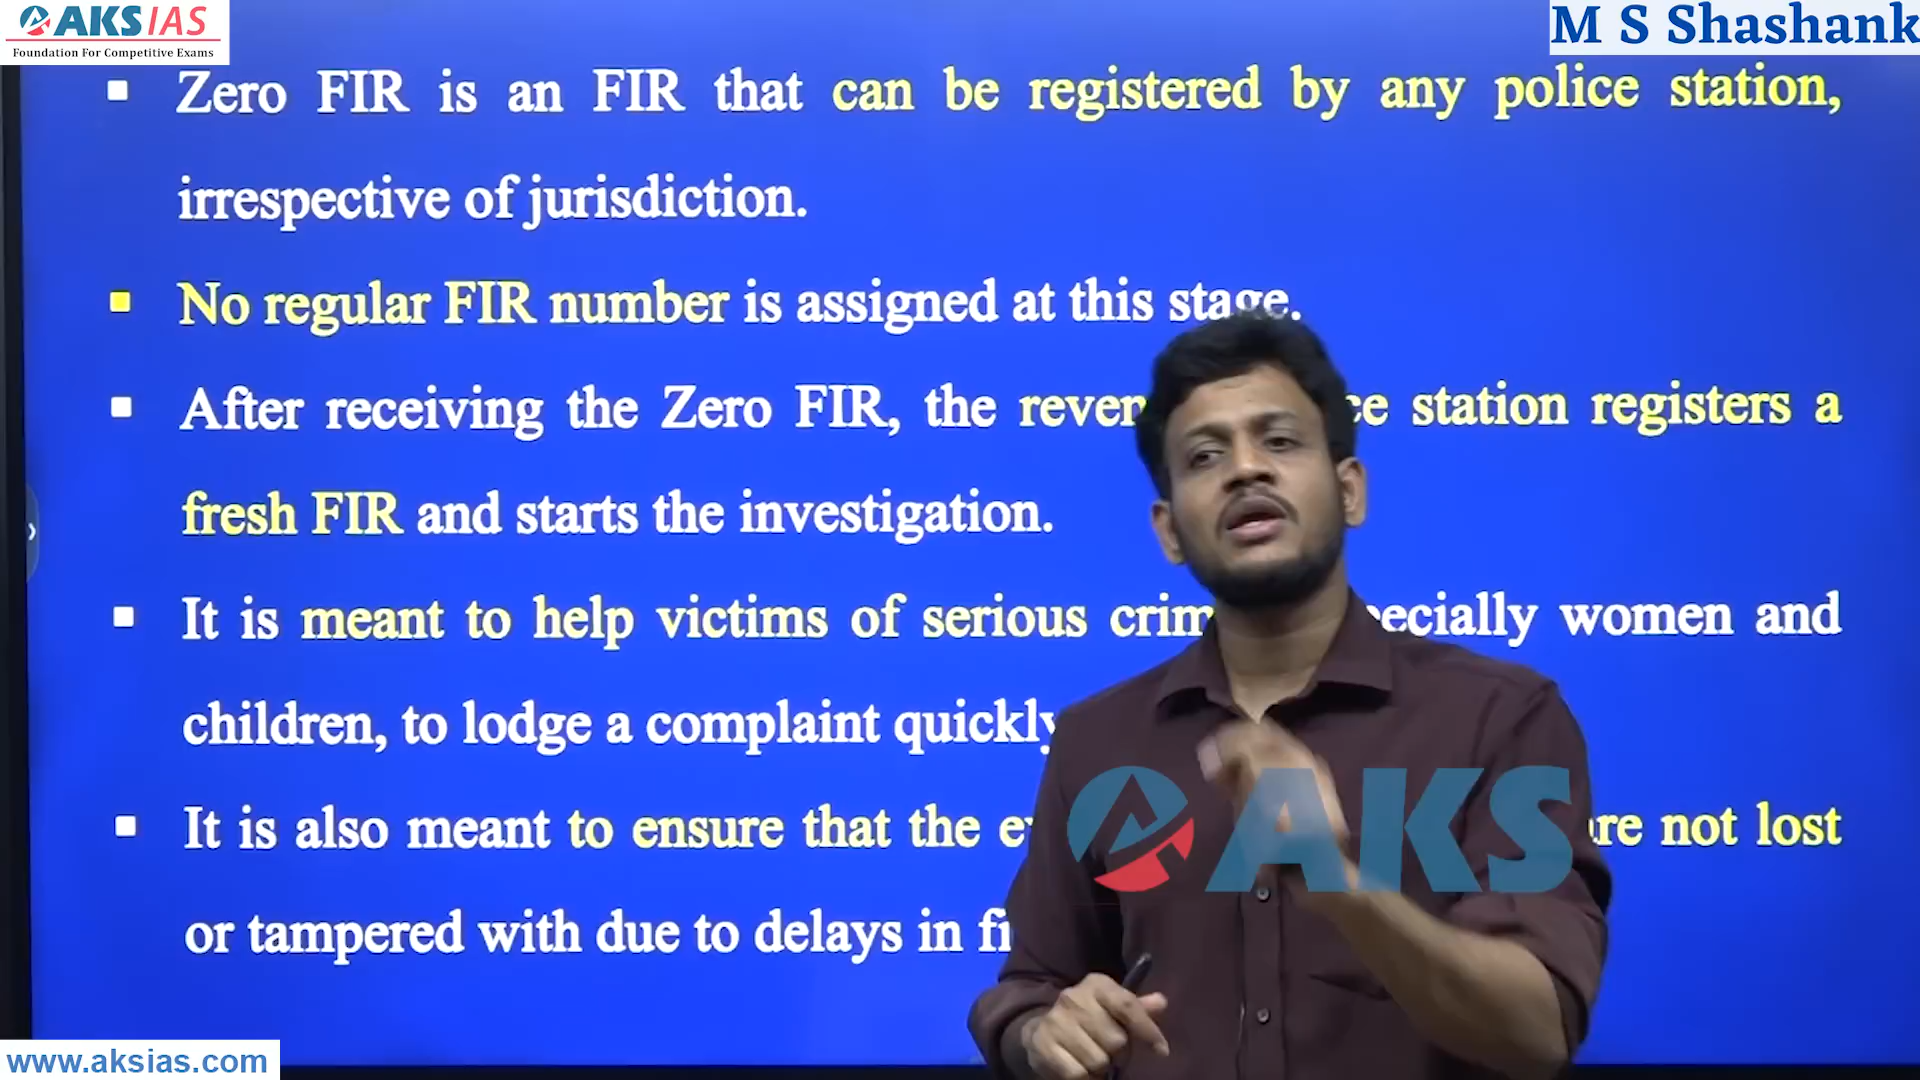 AKS IAS
Foundation For Competitive Exams
M S Shashank
Zero FIR is an FIR that can be registered by any police station,
irrespective of jurisdiction.
No regular FIR number is assigned at this stage.
After receiving the Zero FIR, the station registers a
fresh FIR and starts the investigation.
It is meant to help victims of serious women and
children, to lodge a complaint quickly
It is also meant to ensure that the not lost
or tampered with due to delays in
AKS
www.aksias.com